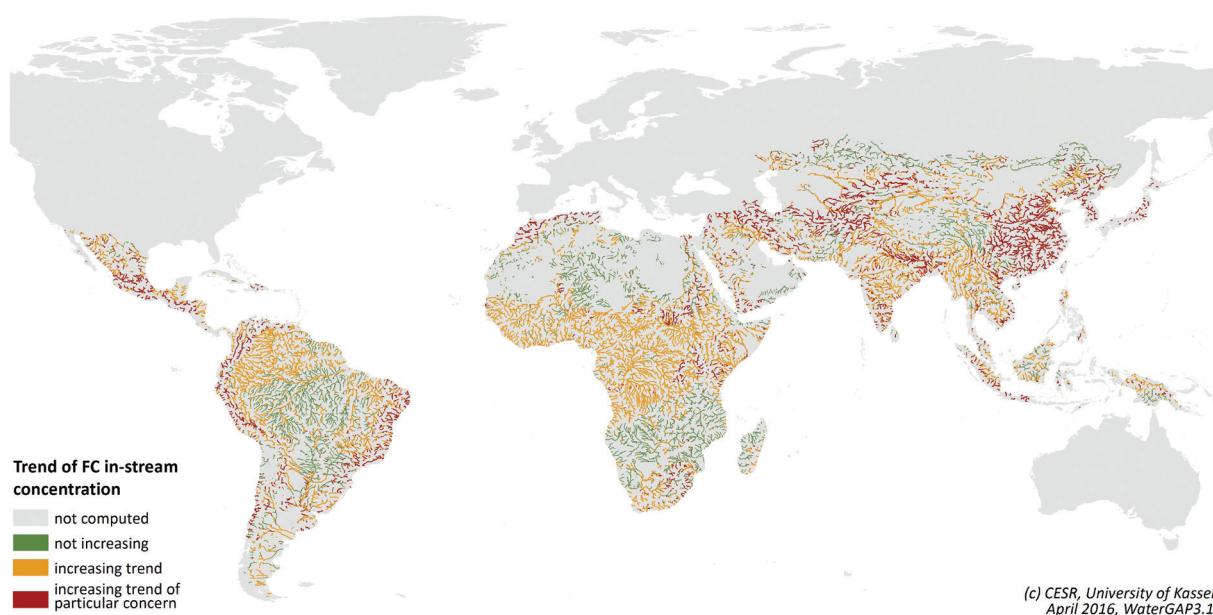 Trend of FC in-stream
concentration
not computed
not increasing
increasing trend
increasing trend of
particular concern
(c) CESR, University of Kassel
April 2016, WaterGAP3.1